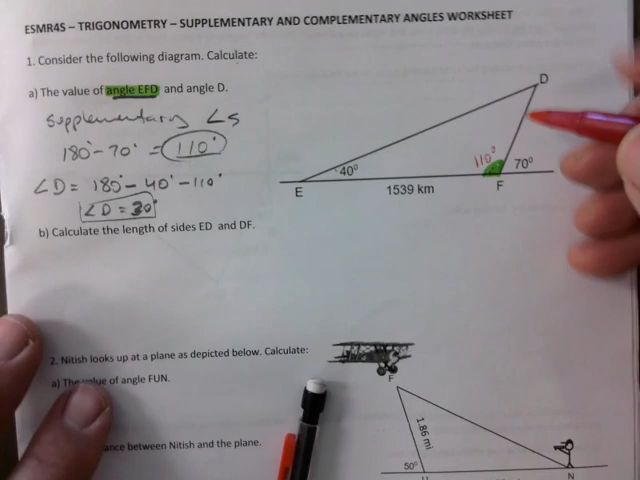 ESMR4S – TRIGONOMETRY – SUPPLEMENTARY AND COMPLEMENTARY ANGLES WORKSHEET
1. Consider the following diagram. Calculate:
a) The value of angle EFD and angle D.
Supplementary ∠s
180° - 70° = 110°
∠D = 180° - 40° - 110°
∠D = 30°
D
110°
70°
40°
E
1539 km
F
b) Calculate the length of sides ED and DF.
2. Nitish looks up at a plane as depicted below. Calculate:
a) The value of angle FUN.
F
1.86 mi
ance between Nitish and the plane.
50°
N